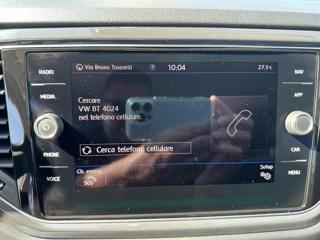 RADIO
MEDIA
PHONE
VOICE
Via Bruno Tosarelli
10:04
27.5°C
Cercare
VW BT 4024
nel telefono cellulare.
Cerca telefono cellulare
Ch. emerg.
SOS
Setup
NAV
APP
CAR
MENU